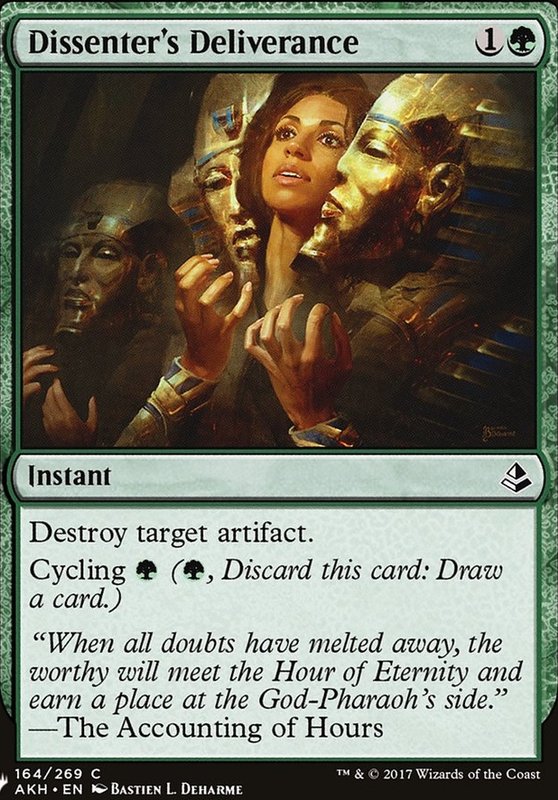 Dissenter's Deliverance
1
Instant
Destroy target artifact.
Cycling (, Discard this card: Draw
a card.)
“When all doubts have melted away, the
worthy will meet the Hour of Eternity and
earn a place at the God-Pharaoh’s side.”
—The Accounting of Hours
164/269 C
AKH • EN Bastien L. Deharme
™ & © 2017 Wizards of the Coast